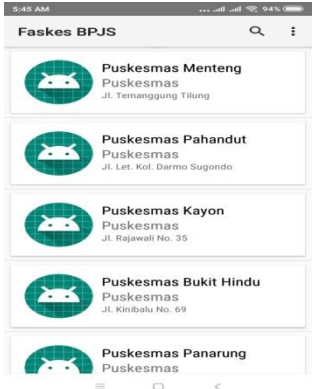 5:45 AM
94%
Faskes BPJS
Puskesmas Menteng
Puskesmas
Jl. Temanggung Tilung
Puskesmas Pahandut
Puskesmas
Jl. Let. Kol. Darmo Sugondo
Puskesmas Kayon
Puskesmas
Jl. Rajawali No. 35
Puskesmas Bukit Hindu
Puskesmas
Jl. Kinibalu No. 69
Puskesmas Panarung
Puskesmas